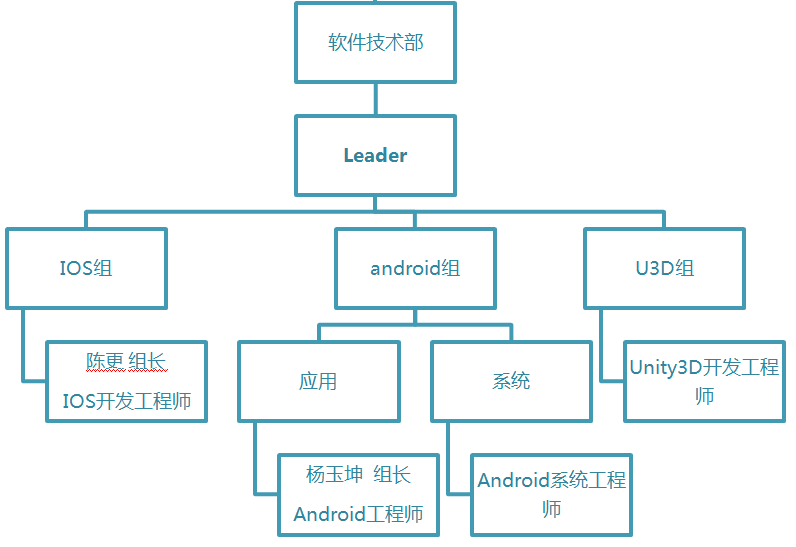 软件技术部
Leader
IOS组
android组
U3D组
陈更 组长
IOS开发工程师
应用
系统
Unity3D开发工程
师
杨玉坤 组长
Android工程师
Android系统工程
师